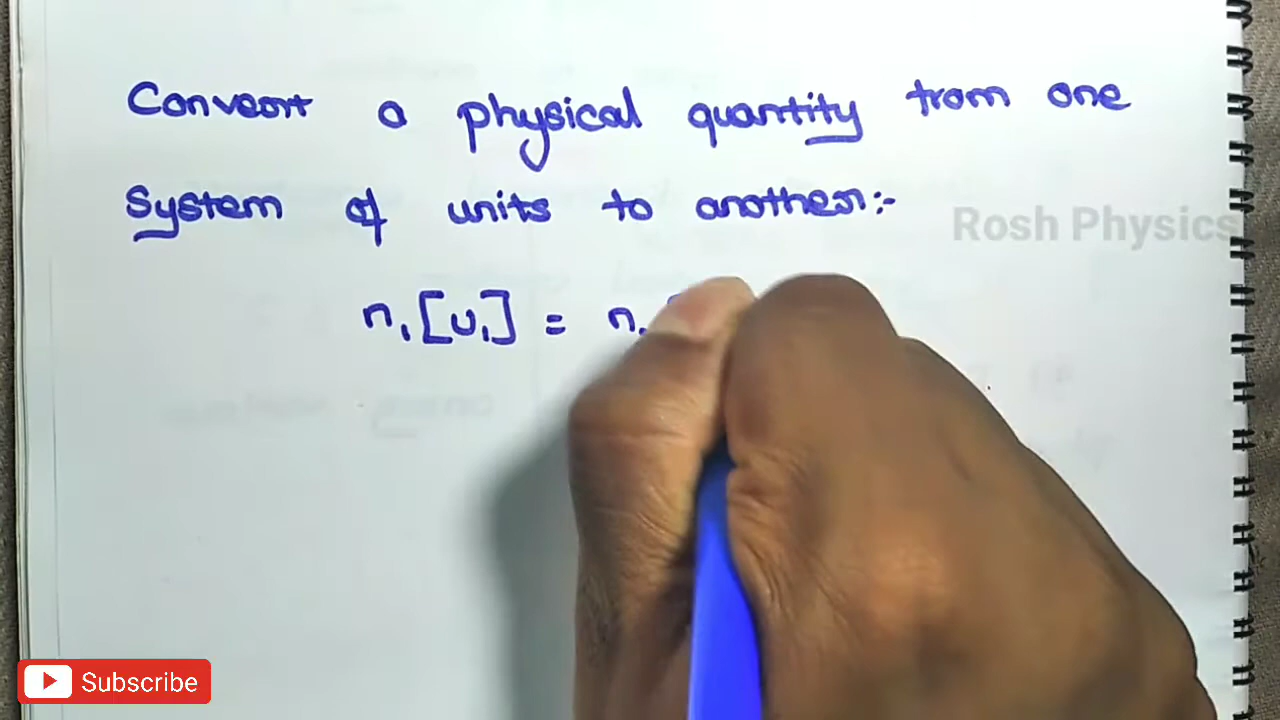 Convert a physical quantity from one
System of units to another:-
Rosh Physics
n₁[u₁] = n
Subscribe